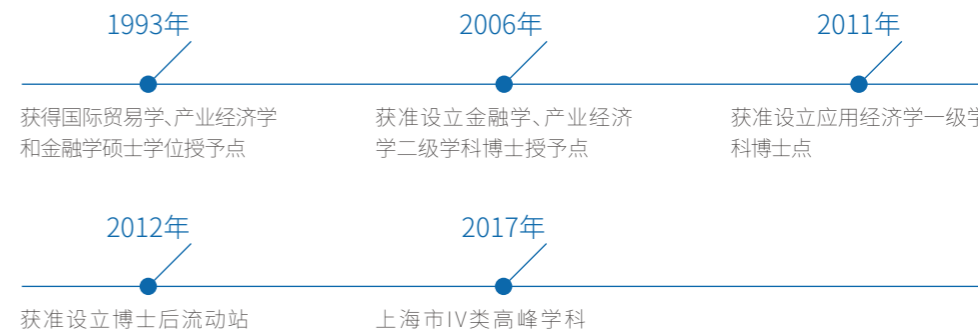 1993年
2006年
2011年
获得国际贸易学、产业经济学
和金融学硕士学位授予点
获准设立金融学、产业经济
学二级学科博士授予点
获准设立应用经济学一级学
科博士点
2012年
2017年
获准设立博士后流动站
上海市IV类高峰学科